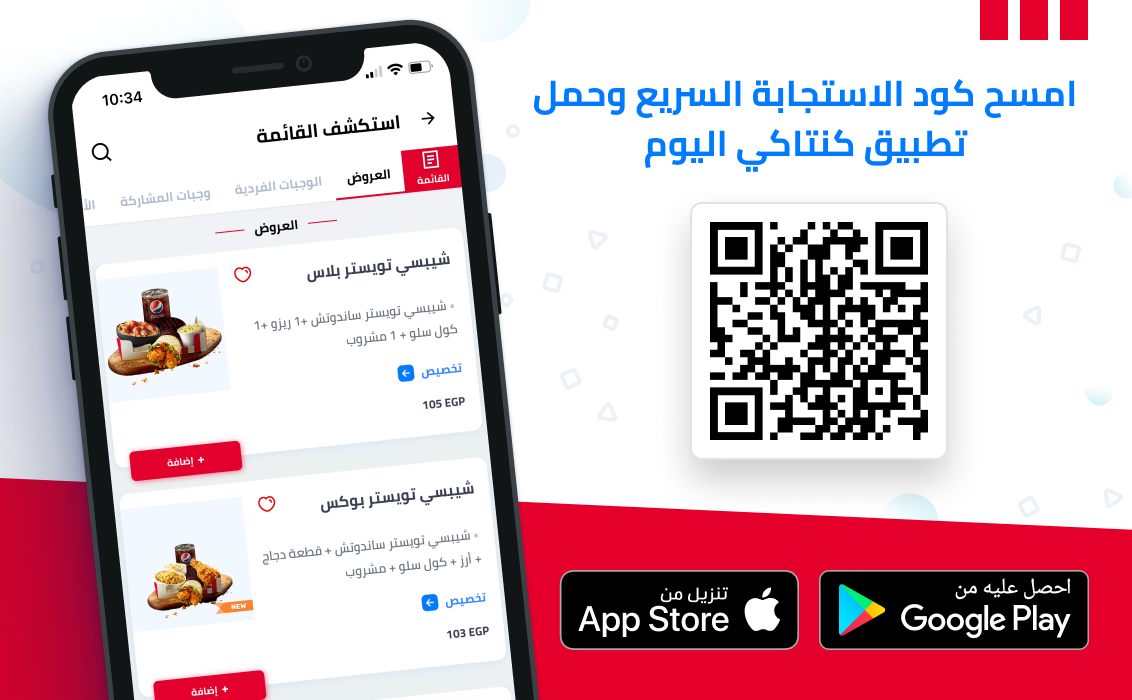 امسح كود الاستجابة السريع وحمل
تطبيق كنتاكي اليوم
10:34
استكشف القائمة
القائمة
العروض
الوجبات الفردية
وجبات المشاركة
الأ
العروض
شيبسي تويستر بلاس
• شيبسي تويستر ساندوتش +1 ريزو +1
كول سلو + 1 مشروب
تخصيص
105 EGP
+ إضافة
شيبسي تويستر بوكس
• شيبسي تويستر ساندوتش + قطعة دجاج
+ أرز + كول سلو + مشروب
تخصيص
NEW
103 EGP
+ إضافة
تنزيل من
App Store
احصل عليه من
Google Play